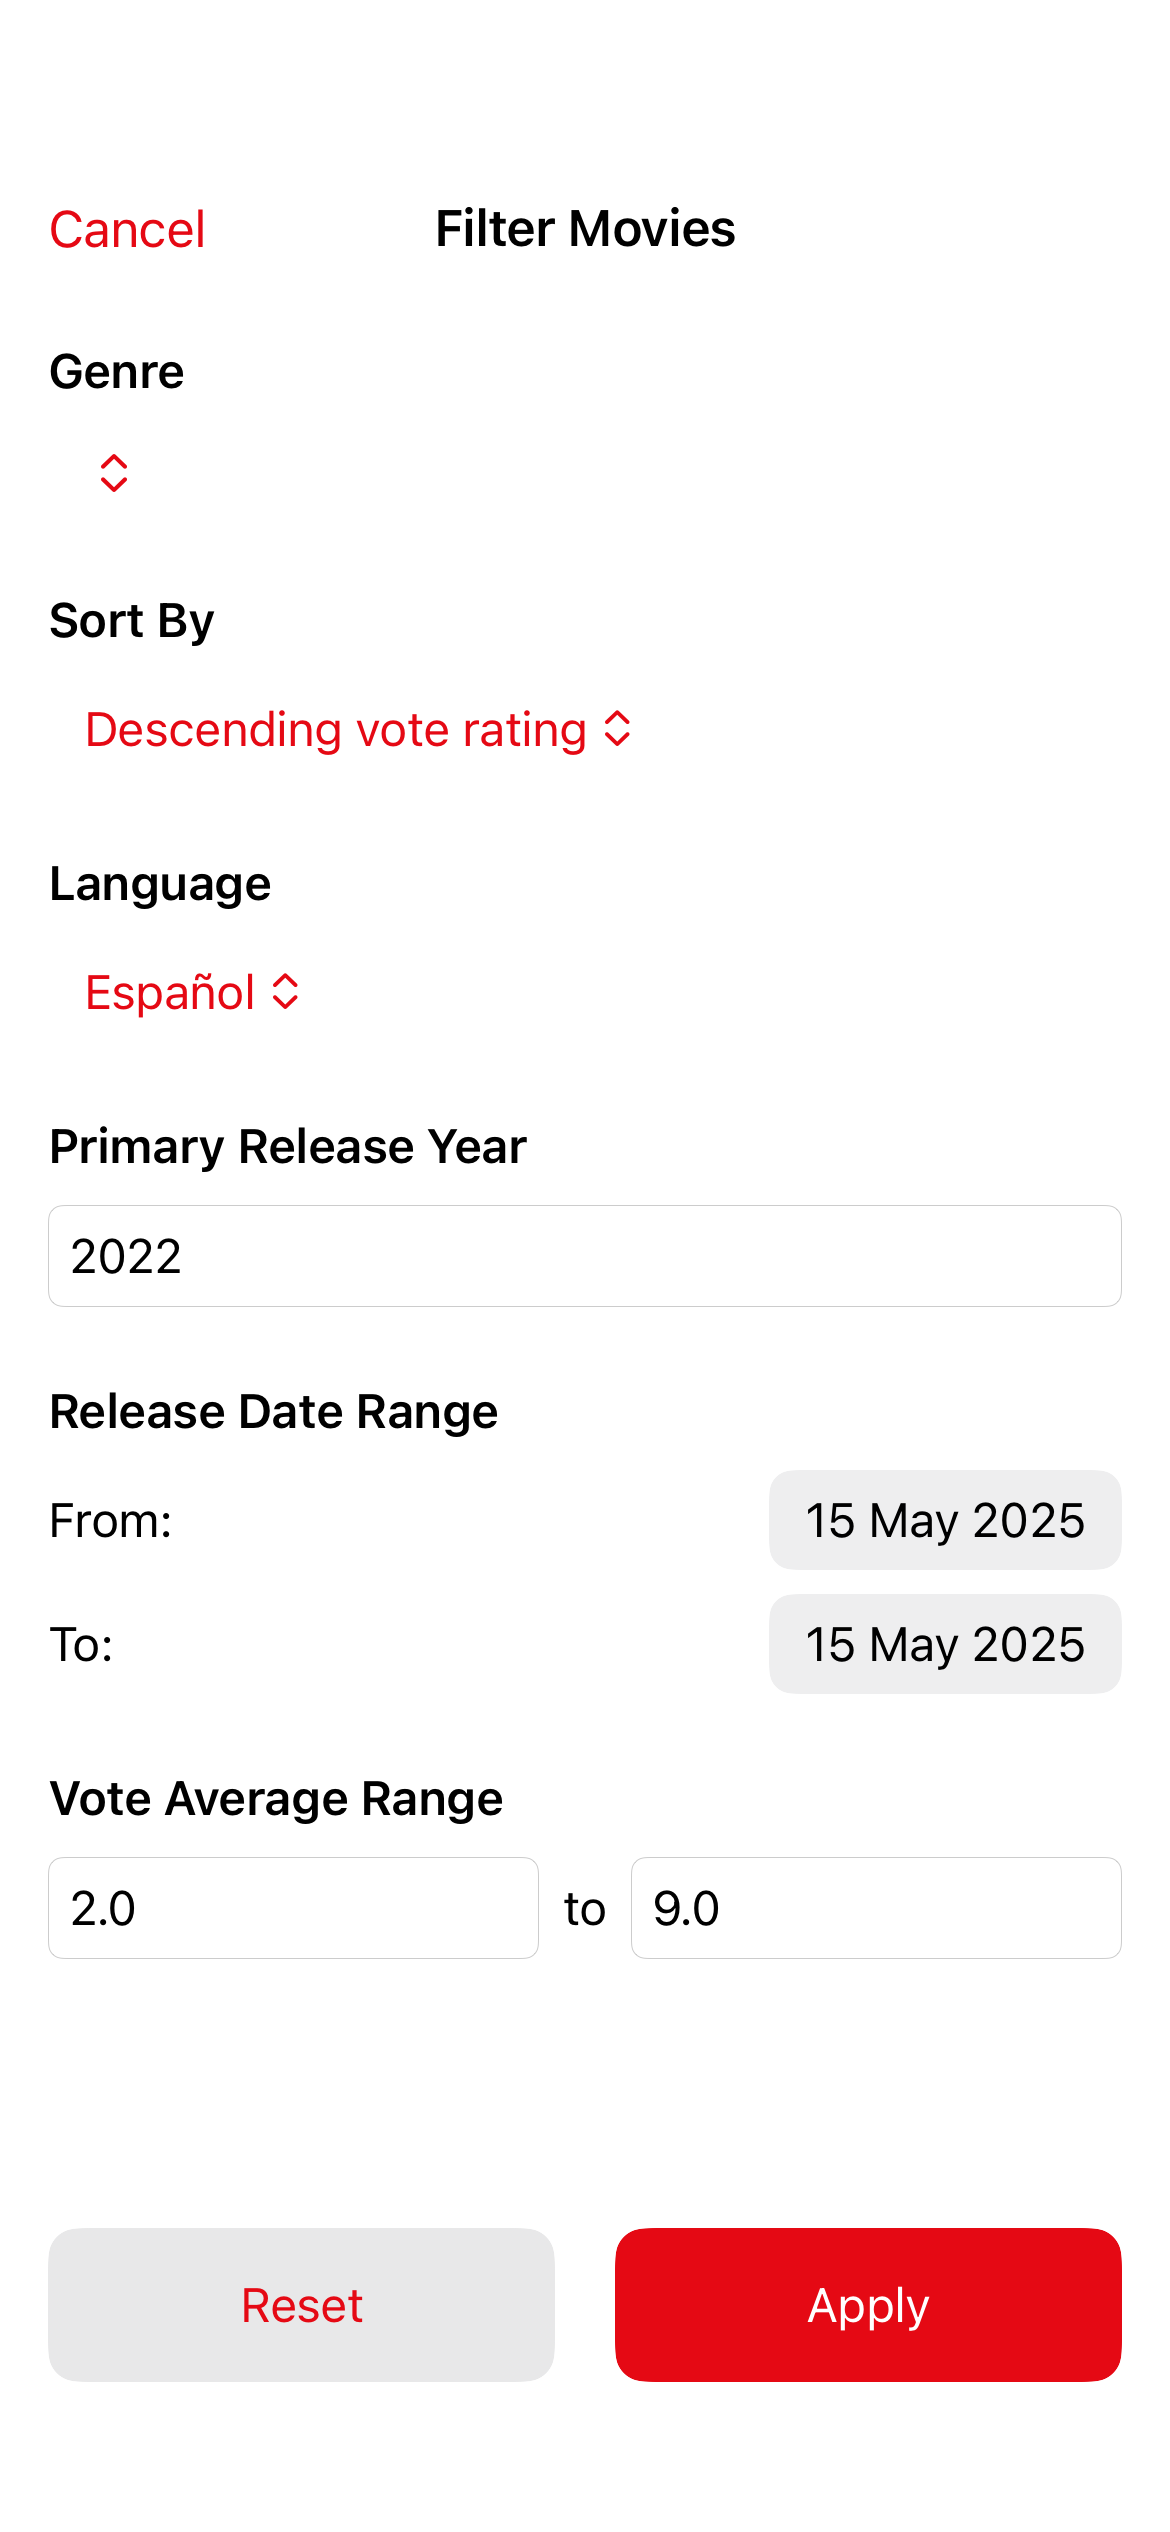 Cancel
Filter Movies
Genre
Sort By
Descending vote rating
Language
Español
Primary Release Year
2022
Release Date Range
From:
15 May 2025
To:
15 May 2025
Vote Average Range
2.0 to 9.0
Reset
Apply